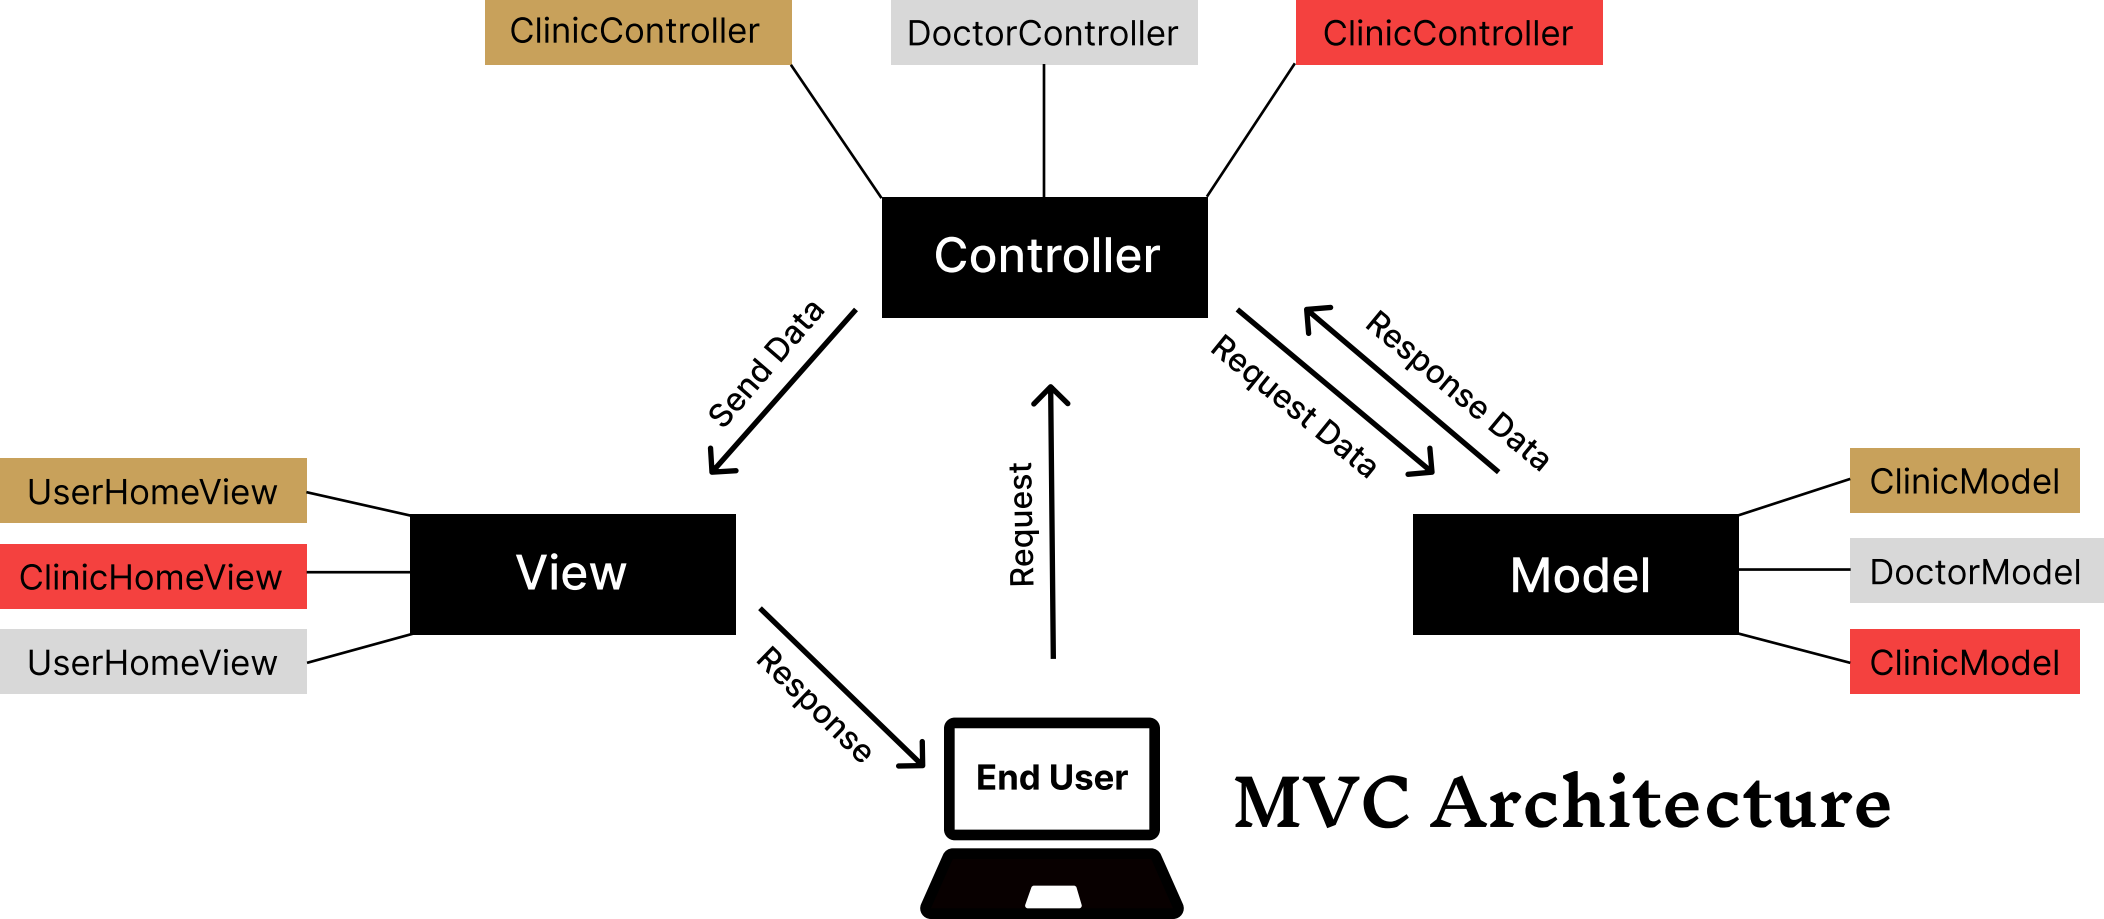 ClinicController
DoctorController
ClinicController
Controller
Send Data
Request Data
Response Data
Request
UserHomeView
ClinicHomeView
UserHomeView
View
Model
ClinicModel
DoctorModel
ClinicModel
Response
End User
MVC Architecture